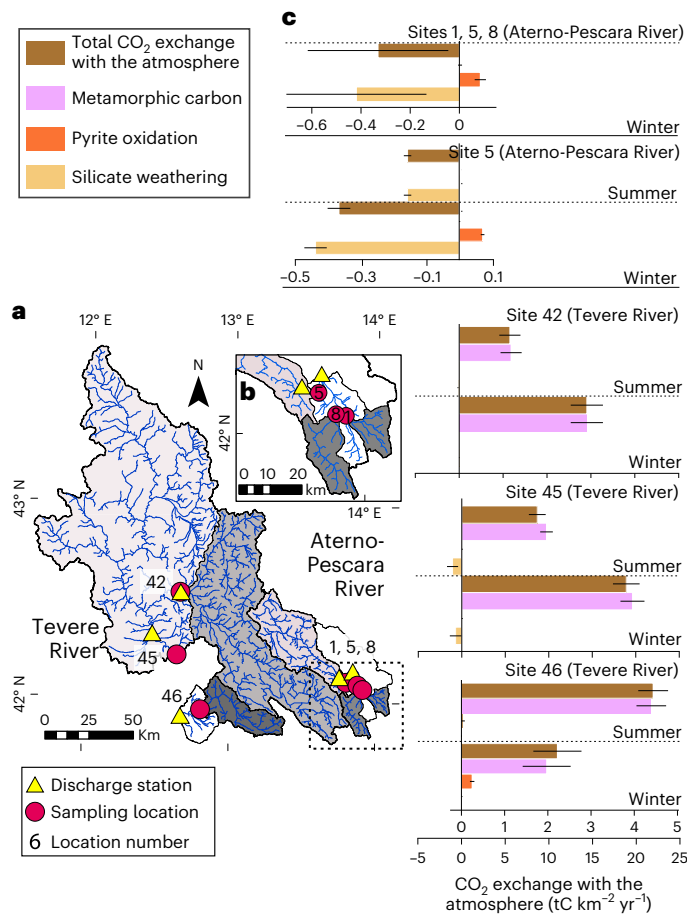 c
Sites 1, 5, 8 (Aterno-Pescara River)
Total CO₂ exchange
with the atmosphere
Metamorphic carbon
Pyrite oxidation
Silicate weathering
−0.6 −0.4 −0.2 0
Winter
Site 5 (Aterno-Pescara River)
Summer
−0.5 −0.3 −0.1 0.1
Winter
a
12° E 13° E 14° E
N
b
5
8 1
42° N
0 10 20
km
14° E
43° N
42° N
Aterno-
Pescara
River
42
Tevere
River
45
1, 5, 8
46
0 25 50
Km
Discharge station
Sampling location
6 Location number
Site 42 (Tevere River)
Summer
Winter
Site 45 (Tevere River)
Summer
Winter
Site 46 (Tevere River)
Summer
Winter
0 1 2 3 4 5
−5 0 5 10 15 20 25
CO₂ exchange with the
atmosphere (tC km⁻² yr⁻¹)